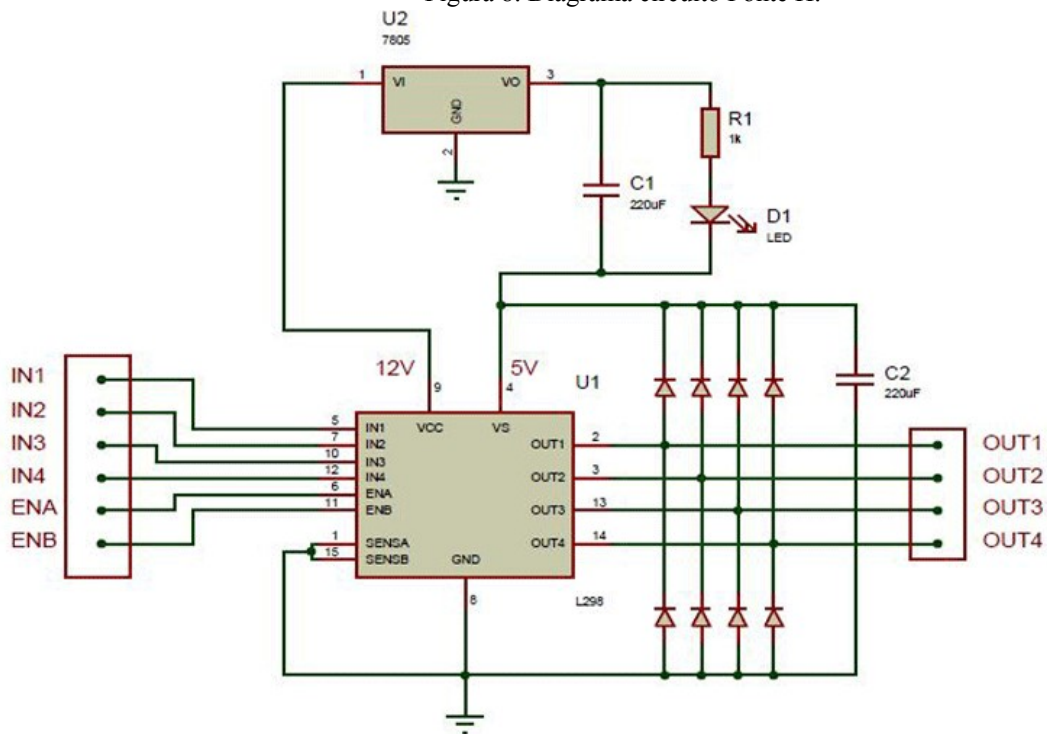 Figura Diagrama circuito Ponte H.
U2
7805
1 VI VO 3
GND
2
R1
1k
C1
220uF
D1
LED
12V 5V
9 4
U1
C2
220uF
IN1
IN2
IN3
IN4
ENA
ENB
5 IN1 VCC VS OUT1 2
7 IN2 OUT2 3
10 IN3
12 IN4
6 ENA OUT3 13
11 ENB
1 SENSA OUT4 14
15 SENSB GND
8
L298
OUT1
OUT2
OUT3
OUT4